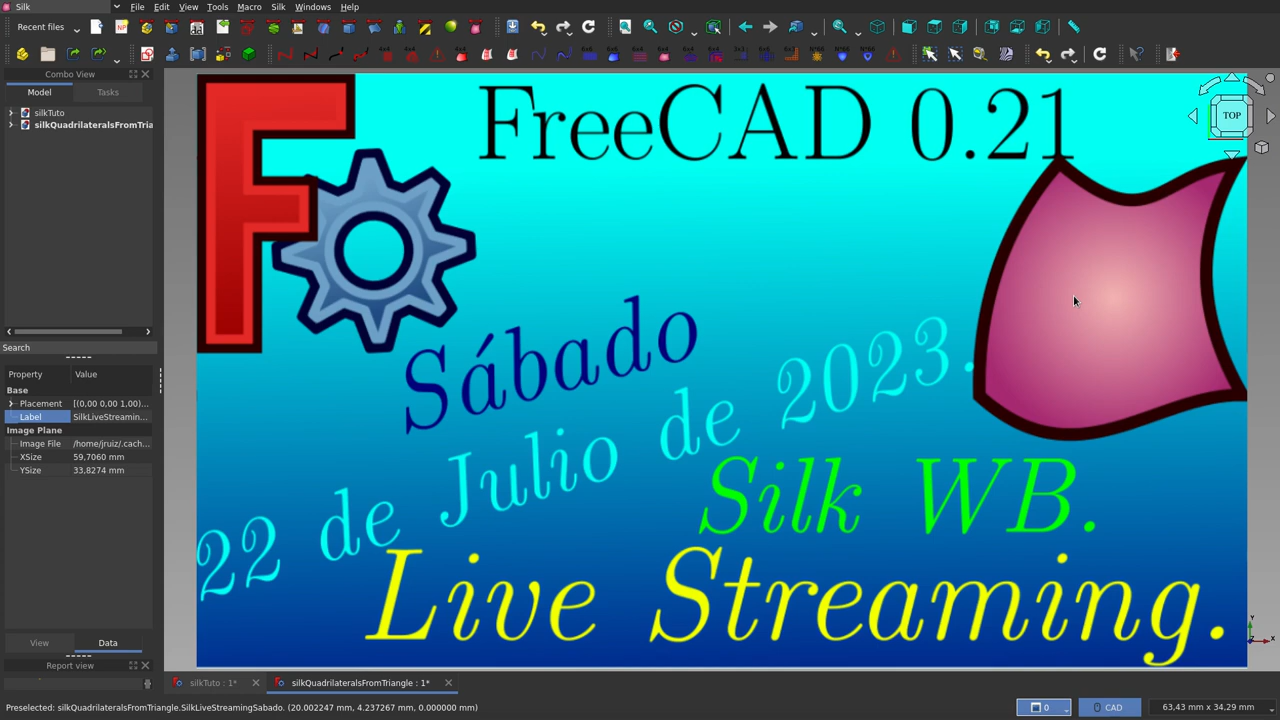 Silk
File Edit View Tools Macro Silk Windows Help
Recent files
Combo View
Model Tasks
silkTuto
silkQuadrilateralsFromTria
Search
Property Value
Base
Placement [(0,00 0,00 1,00)...
Label SilkLiveStreamin...
Image Plane
Image File /home/jruiz/.cach...
XSize 59,7060 mm
YSize 33,8274 mm
View Data
Report view
FreeCAD 0.21
TOP
Sábado
22 de Julio de 2023.
Silk WB.
Live Streaming.
silkTuto : 1*
silkQuadrilateralsFromTriangle : 1*
Preselected: silkQuadrilateralsFromTriangle.SilkLiveStreamingSabado. (20.002247 mm, 4.237267 mm, 0.000000 mm)
0
CAD
63,43 mm x 34,29 mm